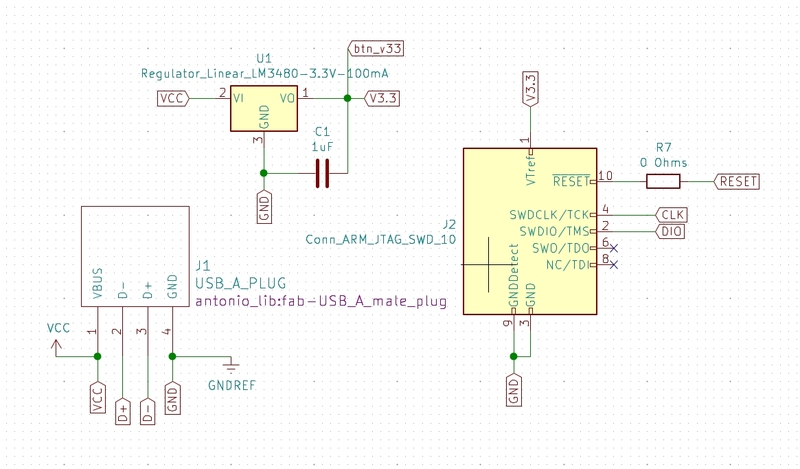 btn_v33
U1
Regulator_Linear_LM3480-3.3V-100mA
VCC
2
VI
VO
1
V3.3
GND
3
C1
1uF
GND
V3.3
1
VTref
R7
0 Ohms
RESET
10
RESET
SWDCLK/TCK
4
CLK
J2
Conn_ARM_JTAG_SWD_10
SWDIO/TMS
2
DIO
SWO/TDO
6
NC/TDI
8
GNDDetect
GND
9
3
GND
J1
USB_A_PLUG
antonio_lib:fab-USB_A_male_plug
VBUS
D-
D+
GND
1
2
3
4
VCC
GNDREF
VCC
D+
D-
GND